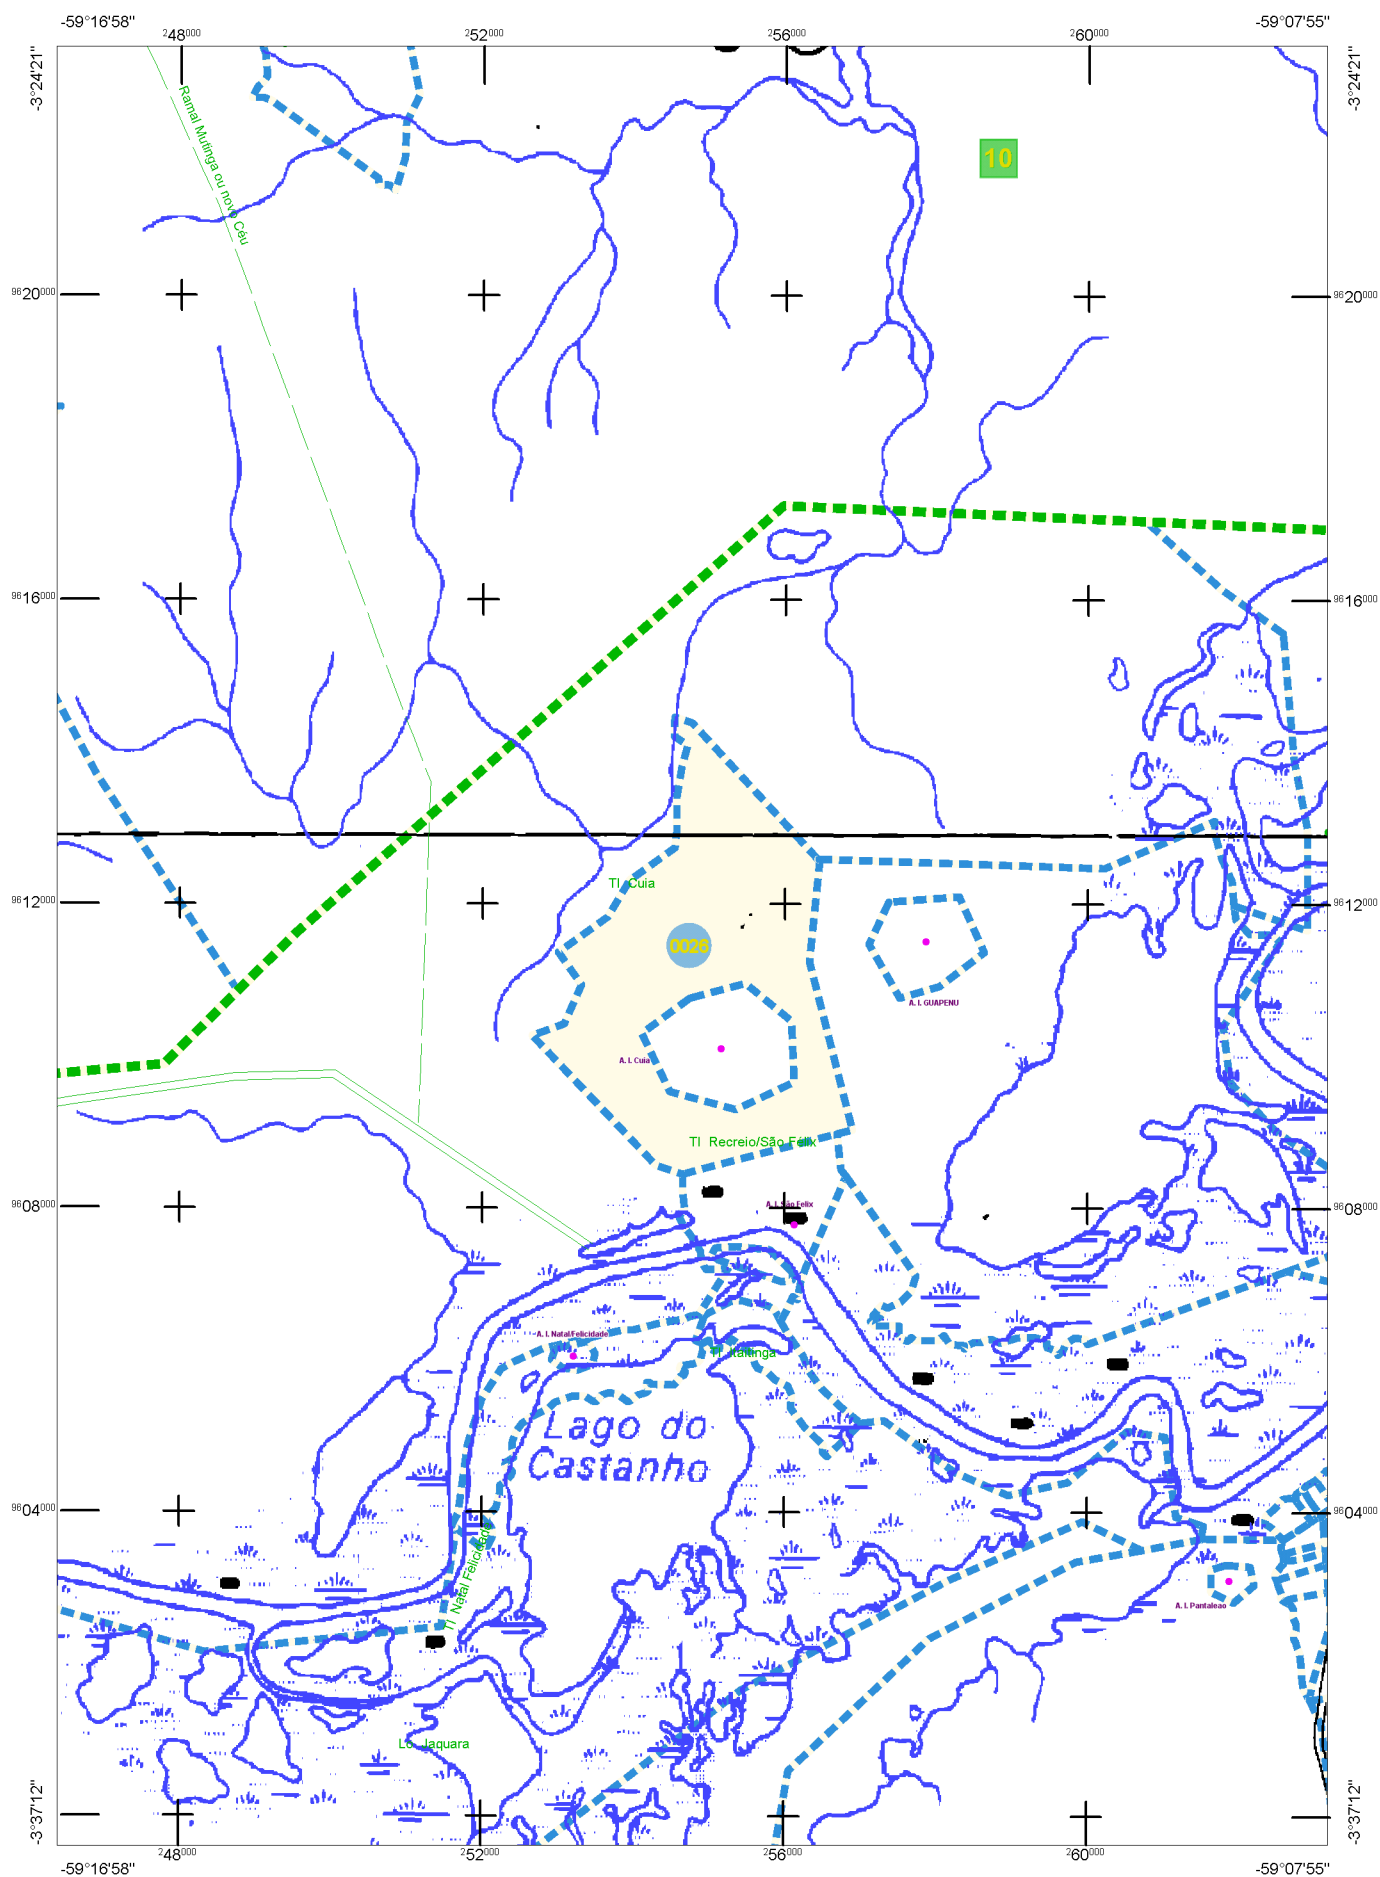 -59°16'58"
-59°07'55"
248000
252000
256000
260000
-3°24'21"
-3°24'21"
Ramal Mutinga ou novo Céu
10
9620000
9620000
9616000
9616000
TI Cuia
9612000
9612000
0026
A. I. GUAPENU
A. I. Cuia
TI Recreio/São Félix
A. I. São Felix
9608000
9608000
A. I. Natal/Felicidade
TI Itaitinga
Lago do
Castanho
9604000
9604000
TI Natal Felicidade
A. I. Pantaleao
Lo. Jaquara
-3°37'12"
-3°37'12"
248000
252000
256000
260000
-59°16'58"
-59°07'55"